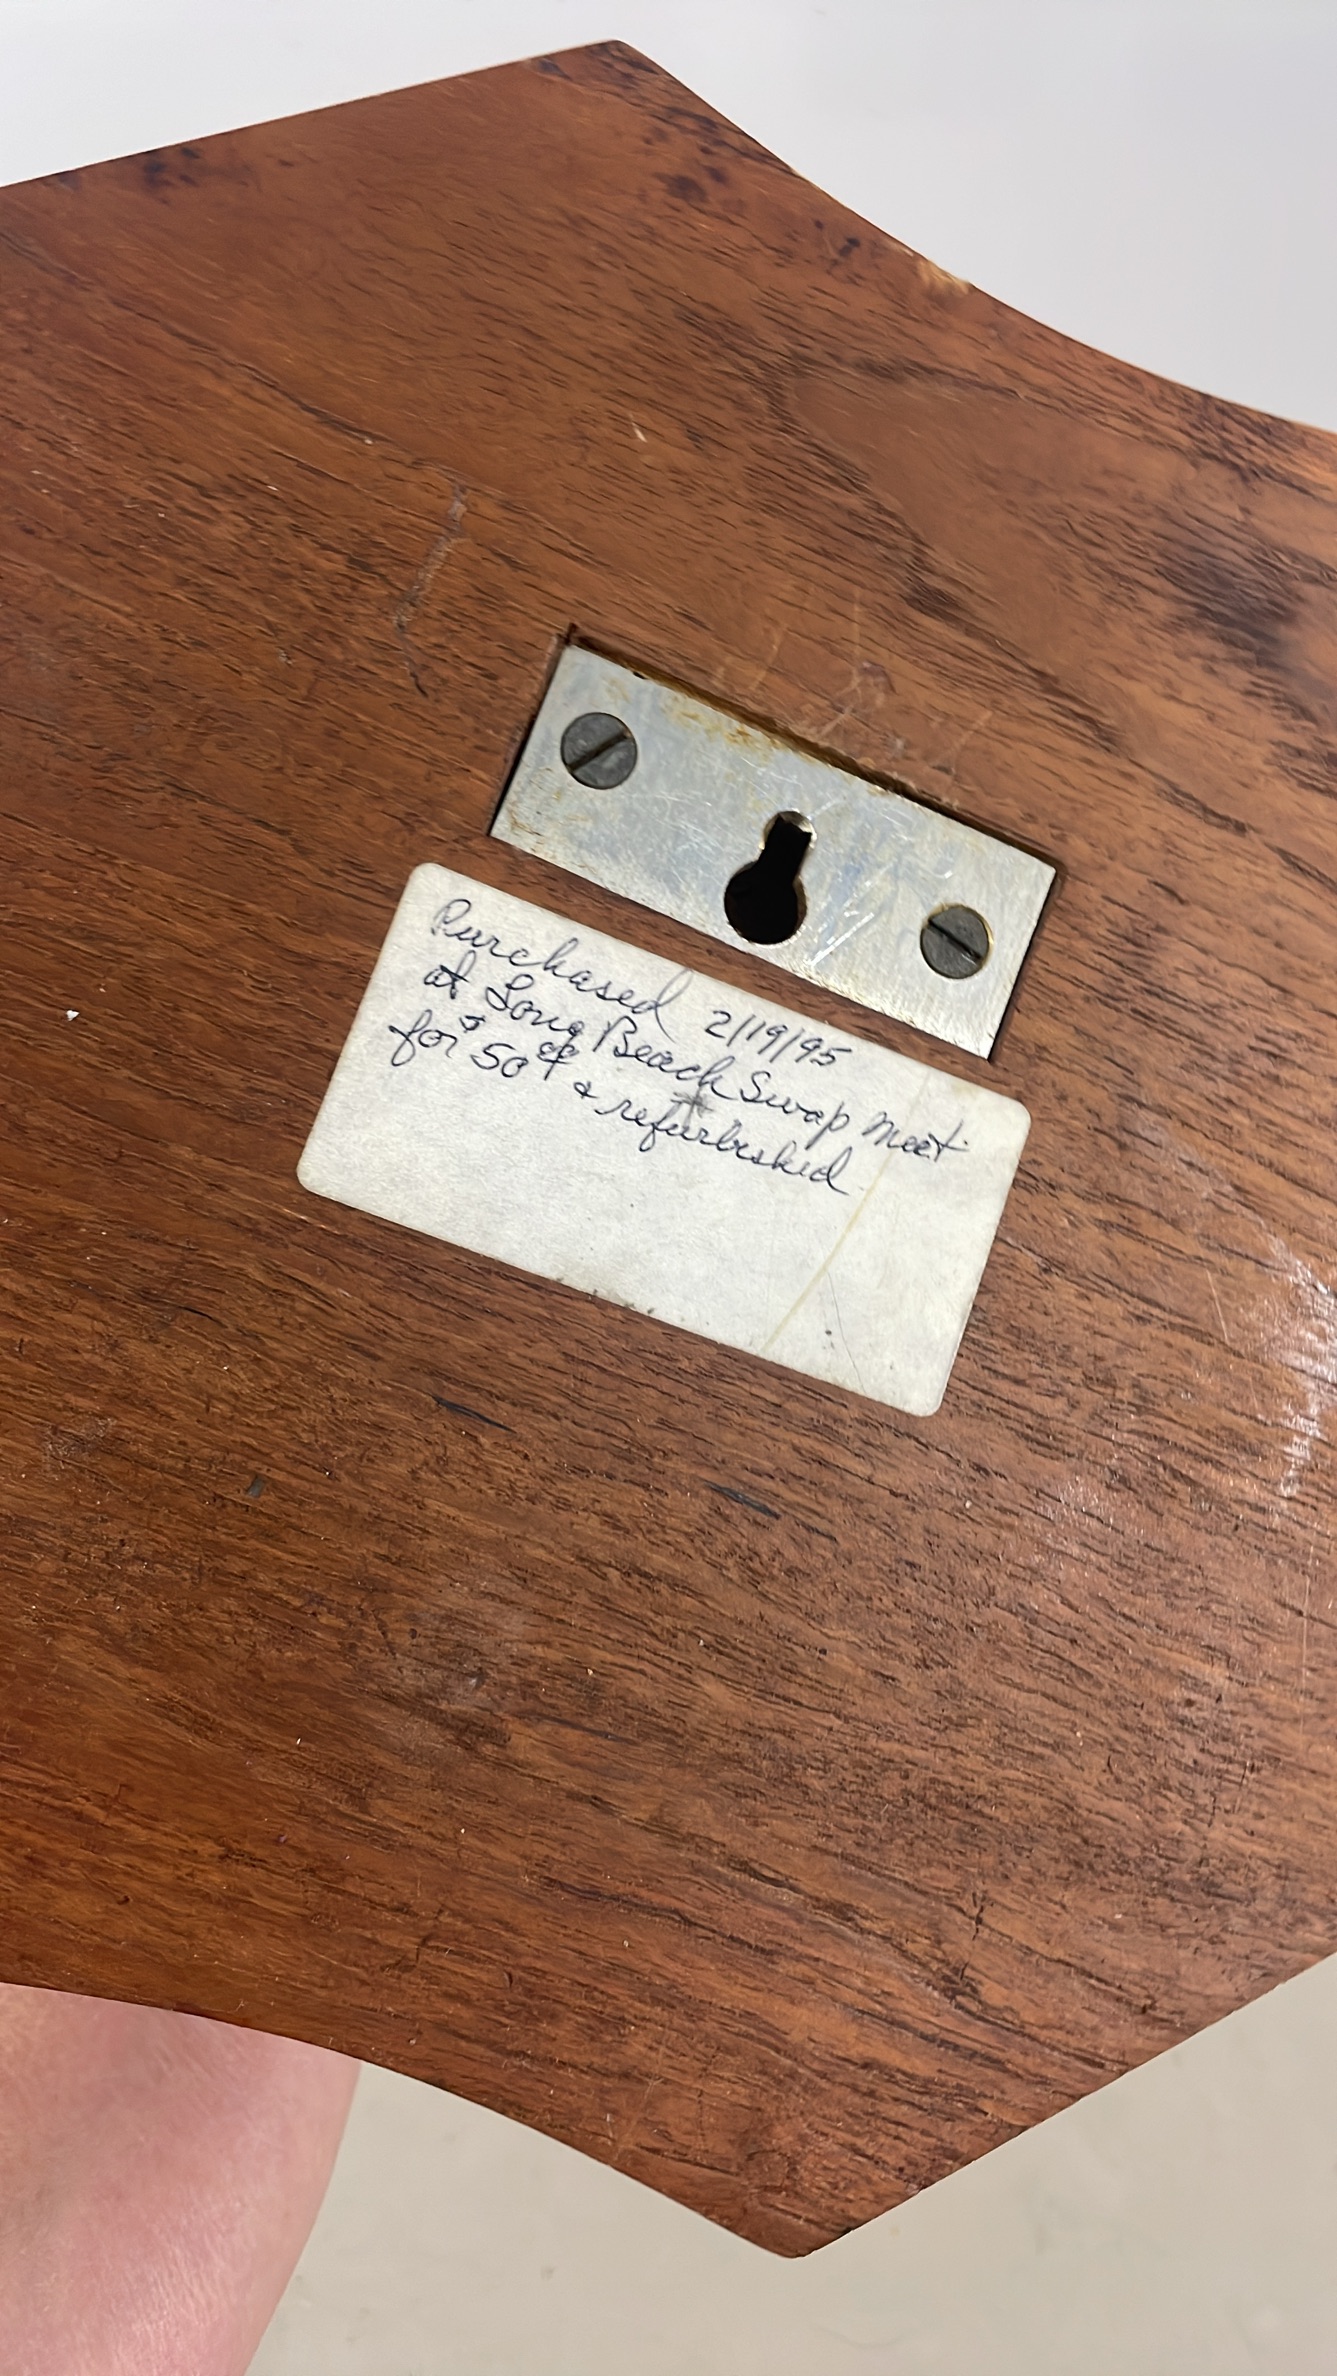 Purchased 2/19/95
at Long Beach Swap Meet
for $50 & refurbished.